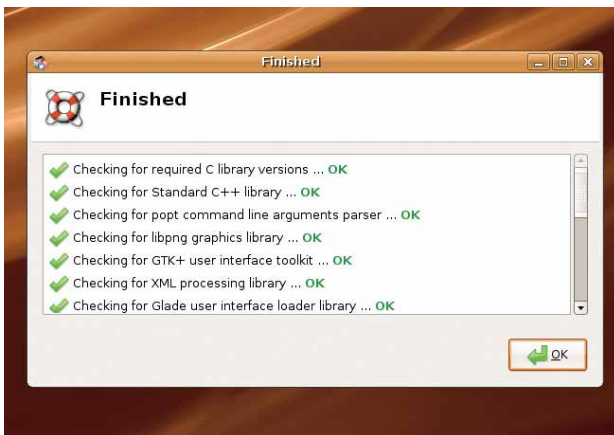 Finished
Finished
Checking for required C library versions ... OK
Checking for Standard C++ library ... OK
Checking for popt command line arguments parser ... OK
Checking for libpng graphics library ... OK
Checking for GTK+ user interface toolkit ... OK
Checking for XML processing library ... OK
Checking for Glade user interface loader library ... OK
OK